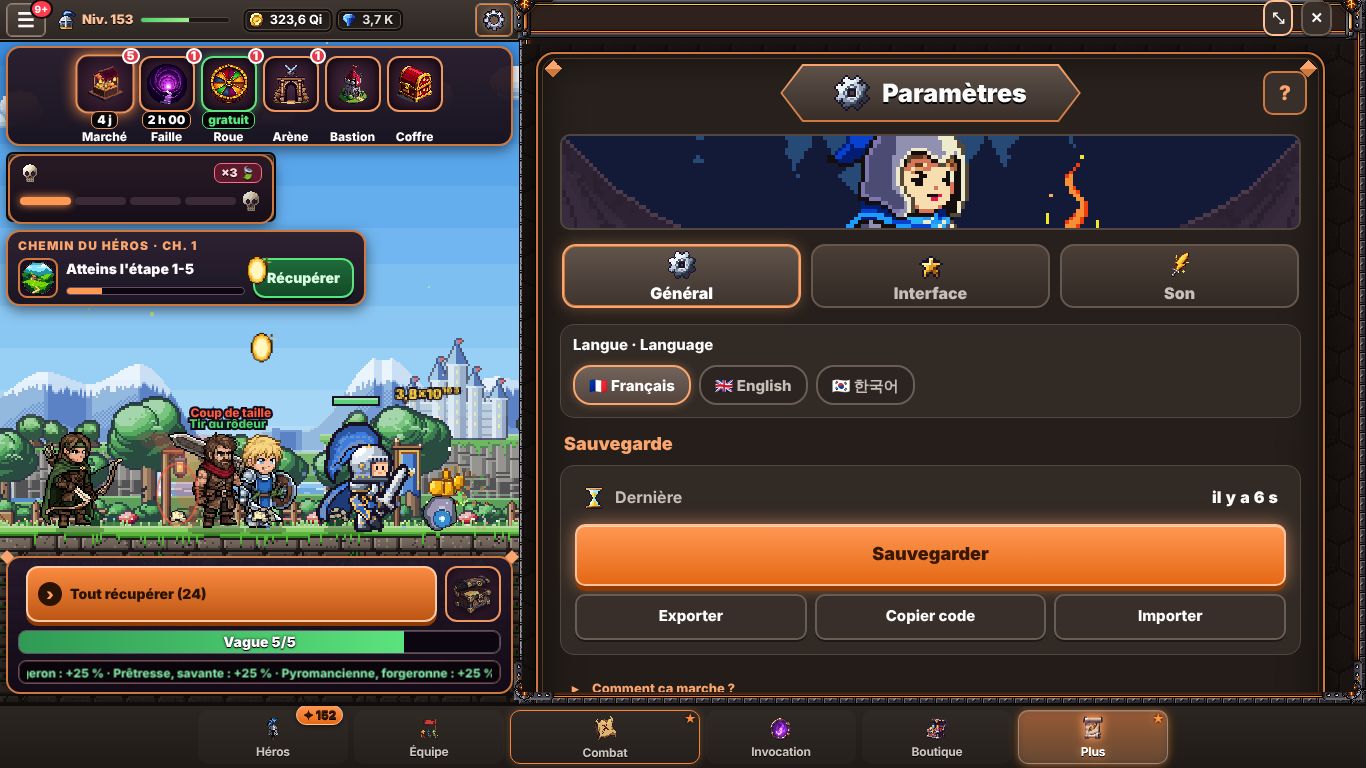 9+
Niv. 153
323,6 Qi
3,7 K
5
1
1
1
4 j
2 h 00
gratuit
Marché
Faille
Roue
Arène
Bastion
Coffre
×3
CHEMIN DU HÉROS · CH. 1
Atteins l'étape 1-5
Récupérer
Coup de taille
Tir du rôdeur
Tout récupérer (24)
Vague 5/5
geron : +25 % · Prêtresse, savante : +25 % · Pyromancienne, forgeronne : +25 %
Paramètres
?
Général
Interface
Son
Langue · Language
Français
English
한국어
Sauvegarde
Dernière
il y a 6 s
Sauvegarder
Exporter
Copier code
Importer
Comment ça marche ?
152
Héros
Équipe
Combat
Invocation
Boutique
Plus